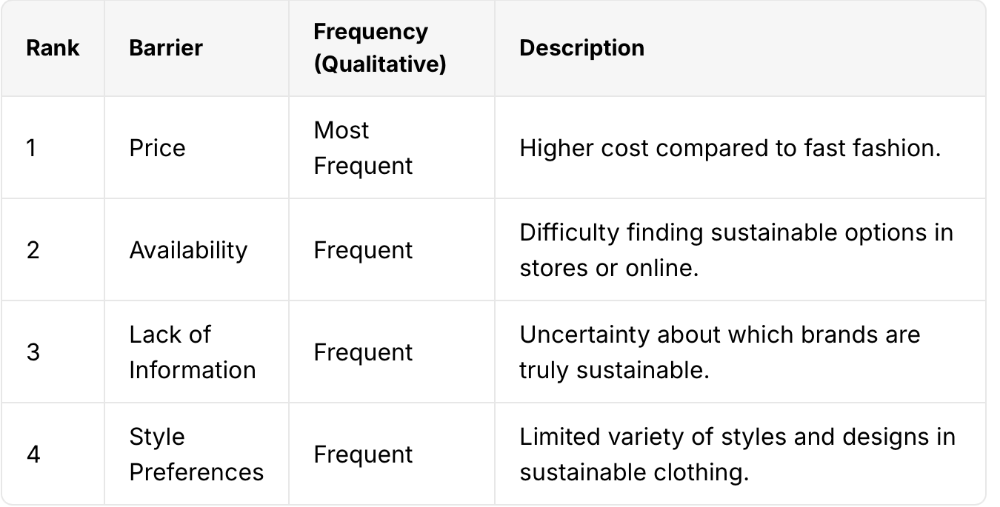 Rank
Barrier
Frequency
(Qualitative)
Description
1
Price
Most
Frequent
Higher cost compared to fast fashion.
2
Availability
Frequent
Difficulty finding sustainable options in
stores or online.
3
Lack of
Information
Frequent
Uncertainty about which brands are
truly sustainable.
4
Style
Preferences
Frequent
Limited variety of styles and designs in
sustainable clothing.